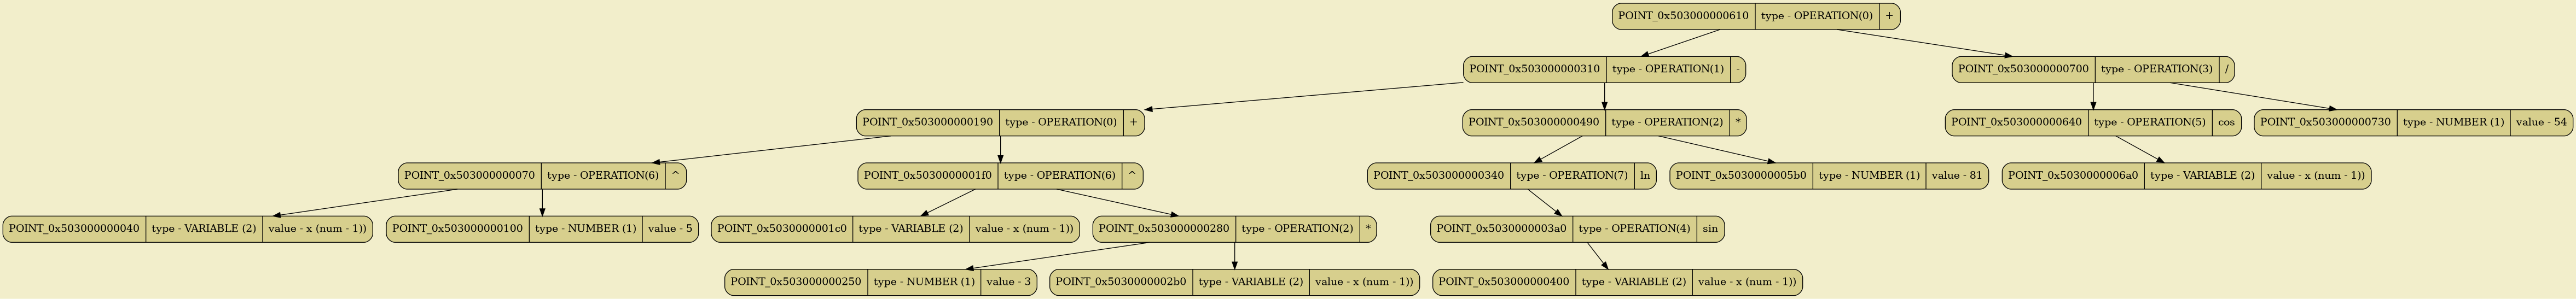 POINT_0x503000000610 type - OPERATION(0) +
POINT_0x503000000310 type - OPERATION(1) -
POINT_0x503000000700 type - OPERATION(3) /
POINT_0x503000000190 type - OPERATION(0) +
POINT_0x503000000490 type - OPERATION(2) *
POINT_0x503000000640 type - OPERATION(5) cos
POINT_0x503000000730 type - NUMBER (1) value - 54
POINT_0x503000000070 type - OPERATION(6) ^
POINT_0x5030000001f0 type - OPERATION(6) ^
POINT_0x503000000340 type - OPERATION(7) ln
POINT_0x5030000005b0 type - NUMBER (1) value - 81
POINT_0x5030000006a0 type - VARIABLE (2) value - x (num - 1))
POINT_0x503000000040 type - VARIABLE (2) value - x (num - 1))
POINT_0x503000000100 type - NUMBER (1) value - 5
POINT_0x5030000001c0 type - VARIABLE (2) value - x (num - 1))
POINT_0x503000000280 type - OPERATION(2) *
POINT_0x5030000003a0 type - OPERATION(4) sin
POINT_0x503000000250 type - NUMBER (1) value - 3
POINT_0x5030000002b0 type - VARIABLE (2) value - x (num - 1))
POINT_0x503000000400 type - VARIABLE (2) value - x (num - 1))